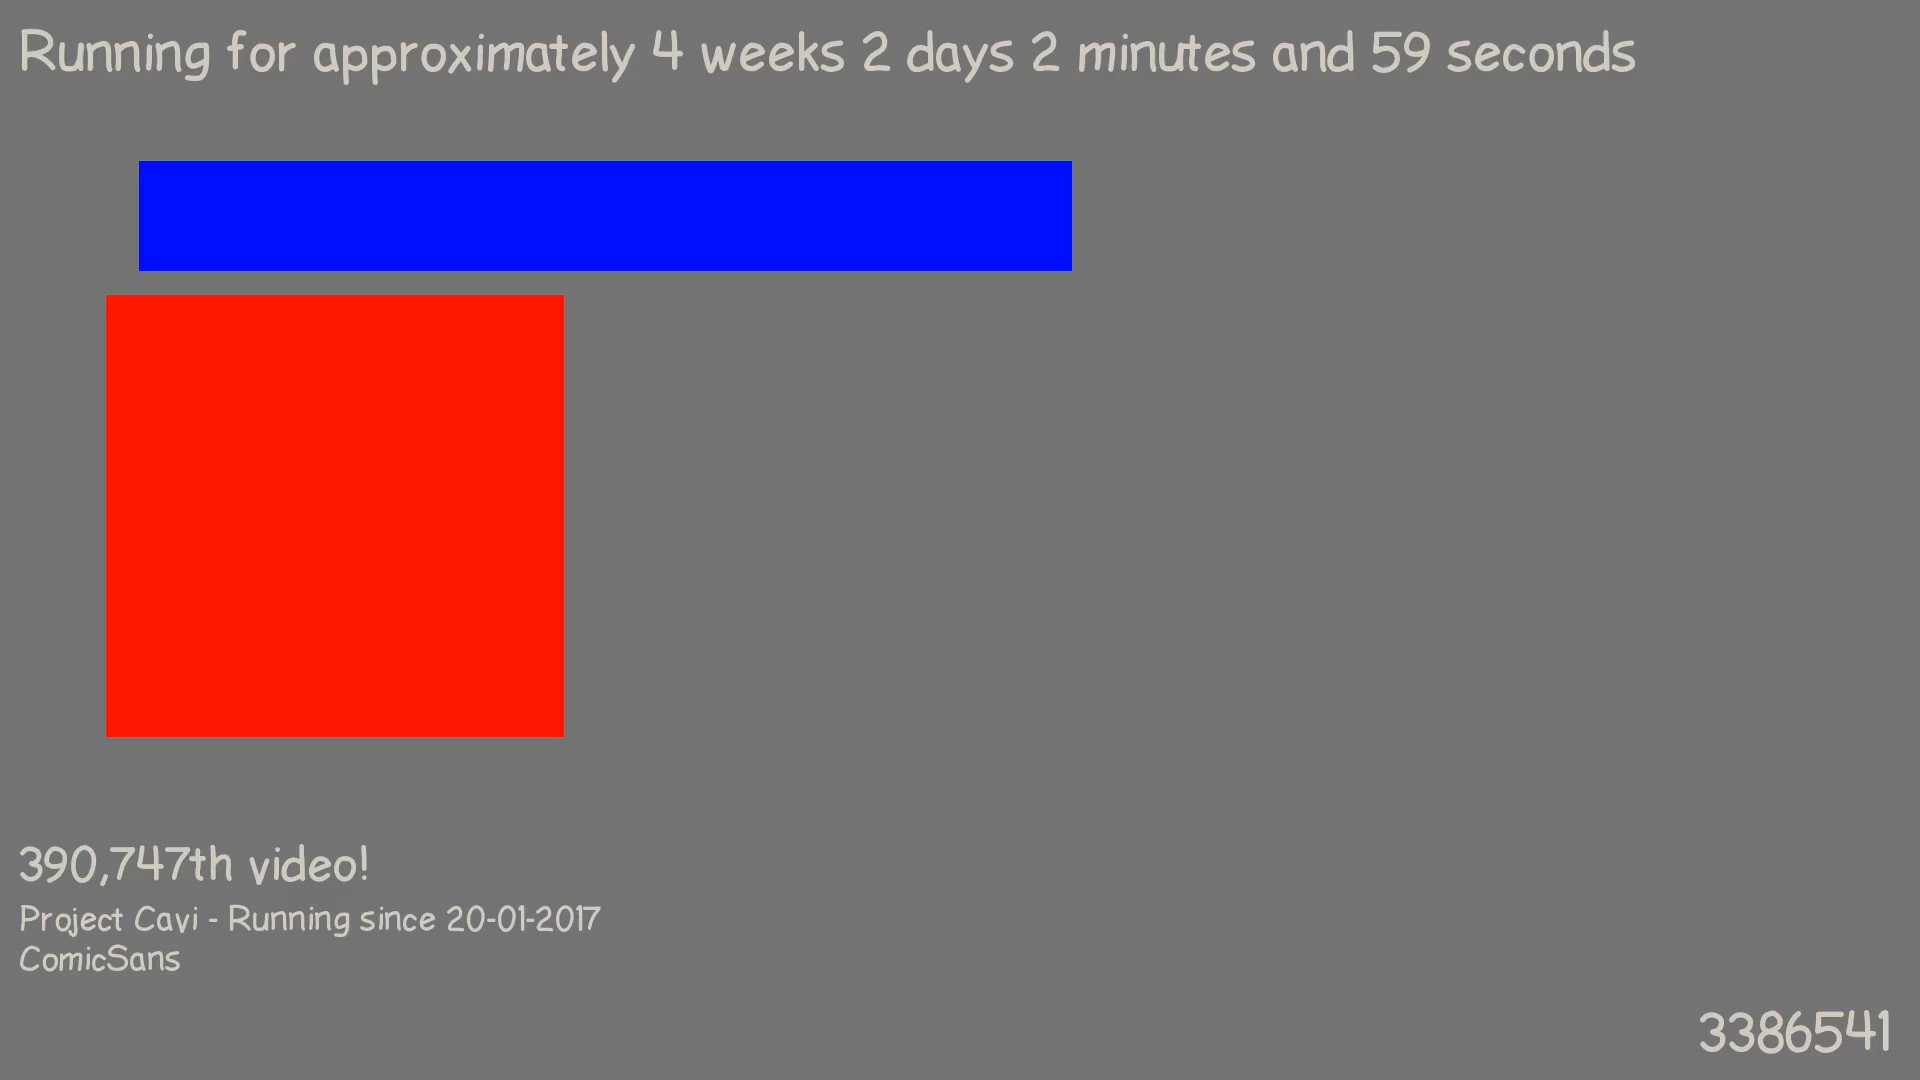 Running for approximately 4 weeks 2 days 2 minutes and 59 seconds
390,747th video!
Project Cavi - Running since 20-01-2017
ComicSans
3386541